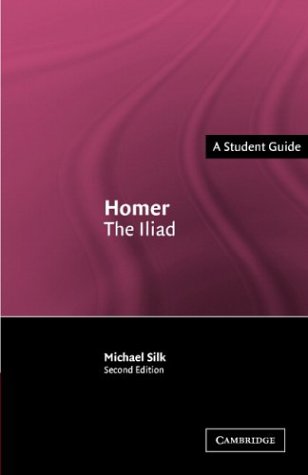 A Student Guide
Homer
The Iliad
Michael Silk
Second Edition
CAMBRIDGE